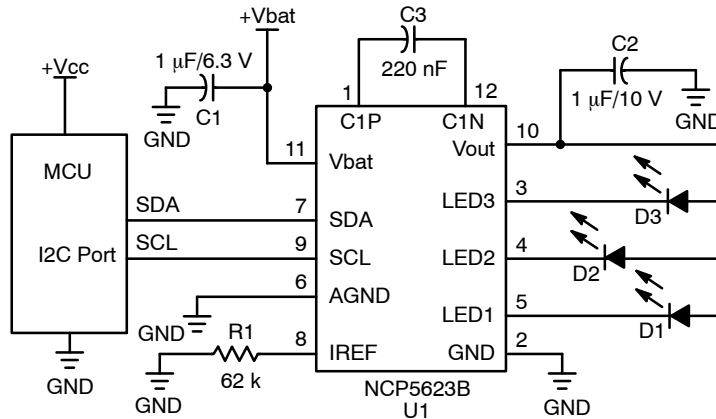 +Vbat
C3
220 nF
C2
1 µF/10 V
GND
+Vcc
1 µF/6.3 V
C1
GND
1
12
C1P
C1N
10
Vout
11
Vbat
MCU
LED3
3
D3
SDA
7
SDA
I2C Port
SCL
9
SCL
LED2
4
D2
6
AGND
GND
LED1
5
D1
R1
62 k
8
IREF
GND
2
GND
GND
GND
NCP5623B
U1